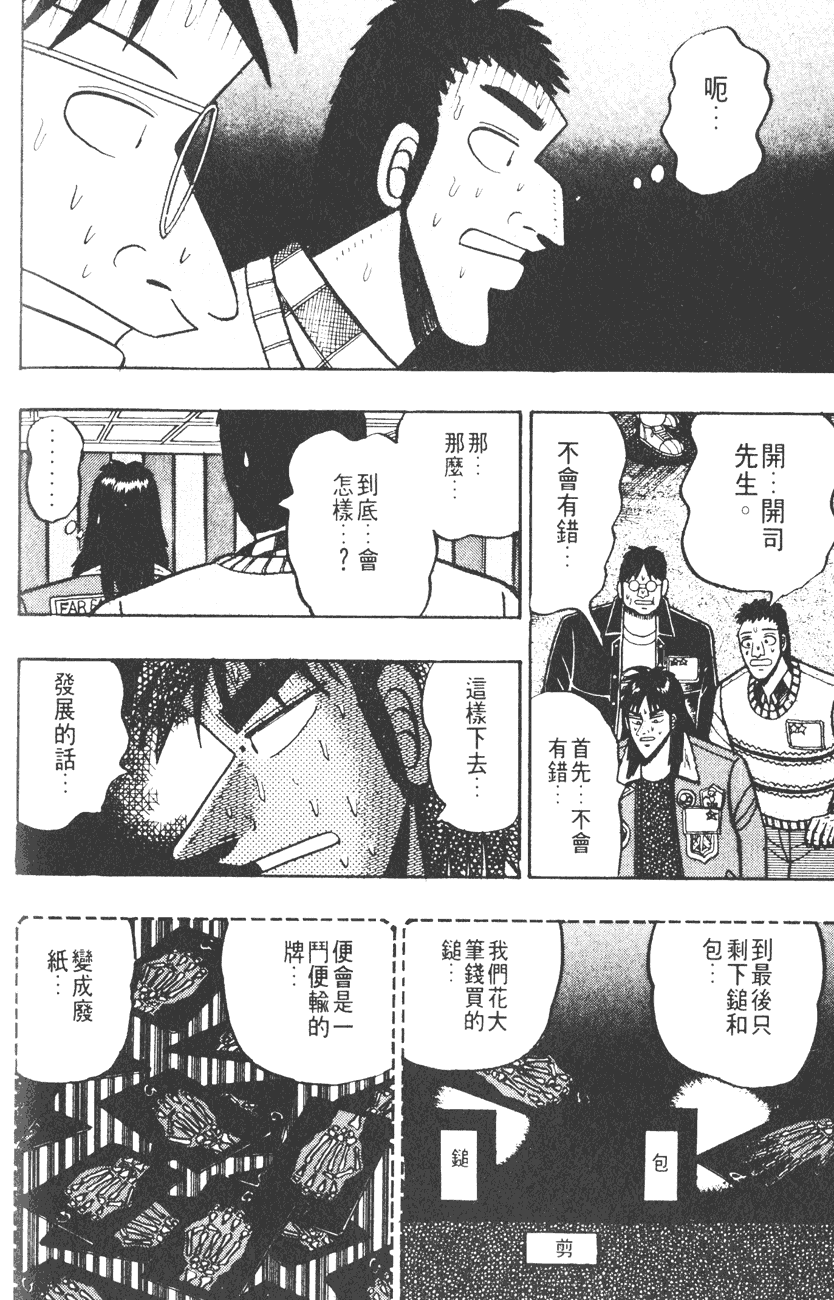 呃…
開…開司
先生。
不會有錯…
首先…不會
有錯…
那…
那麼…
到底…會
怎樣…?
………
FAR
這樣下去…
發展的話…
到最後只
剩下鎚和
包…
我們花大
筆錢買的
鎚…
包
鎚
剪
便會是一
鬥便輸的
牌…
變成廢
紙…